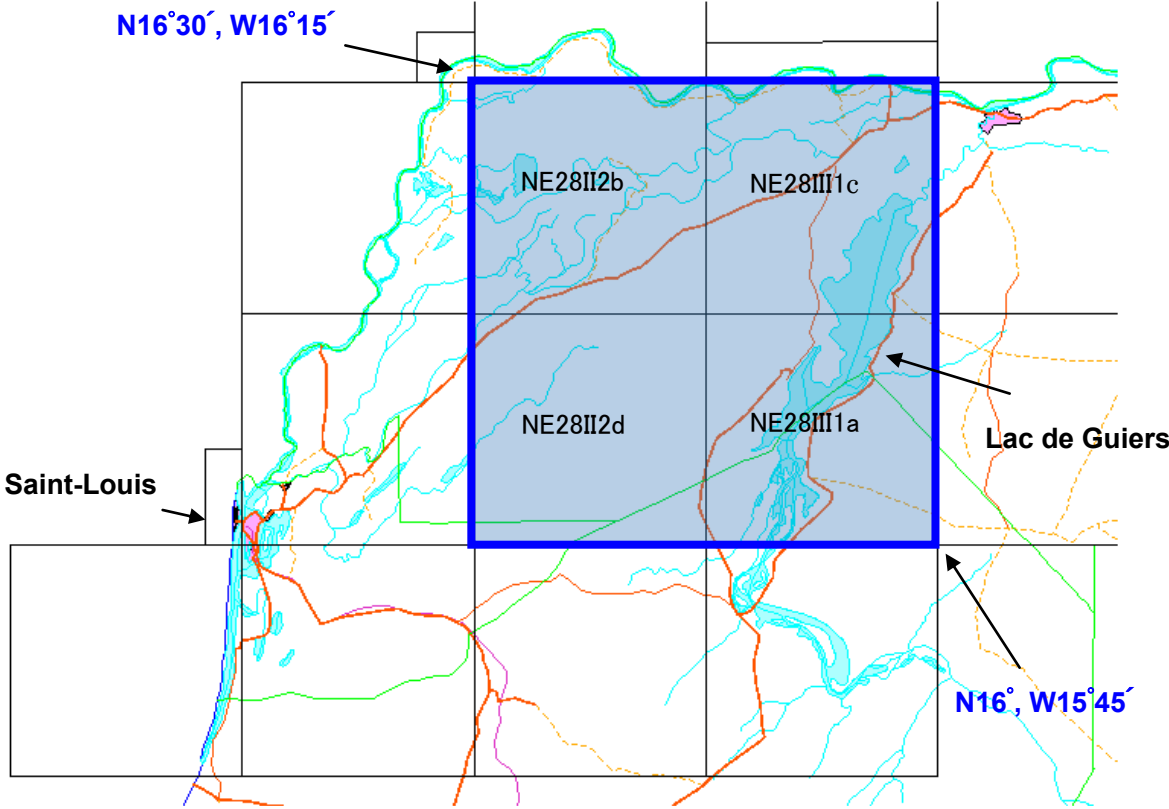 N16°30´, W16°15´
NE28II2b
NE28III1c
NE28II2d
NE28III1a
Lac de Guiers
Saint-Louis
N16°, W15°45´